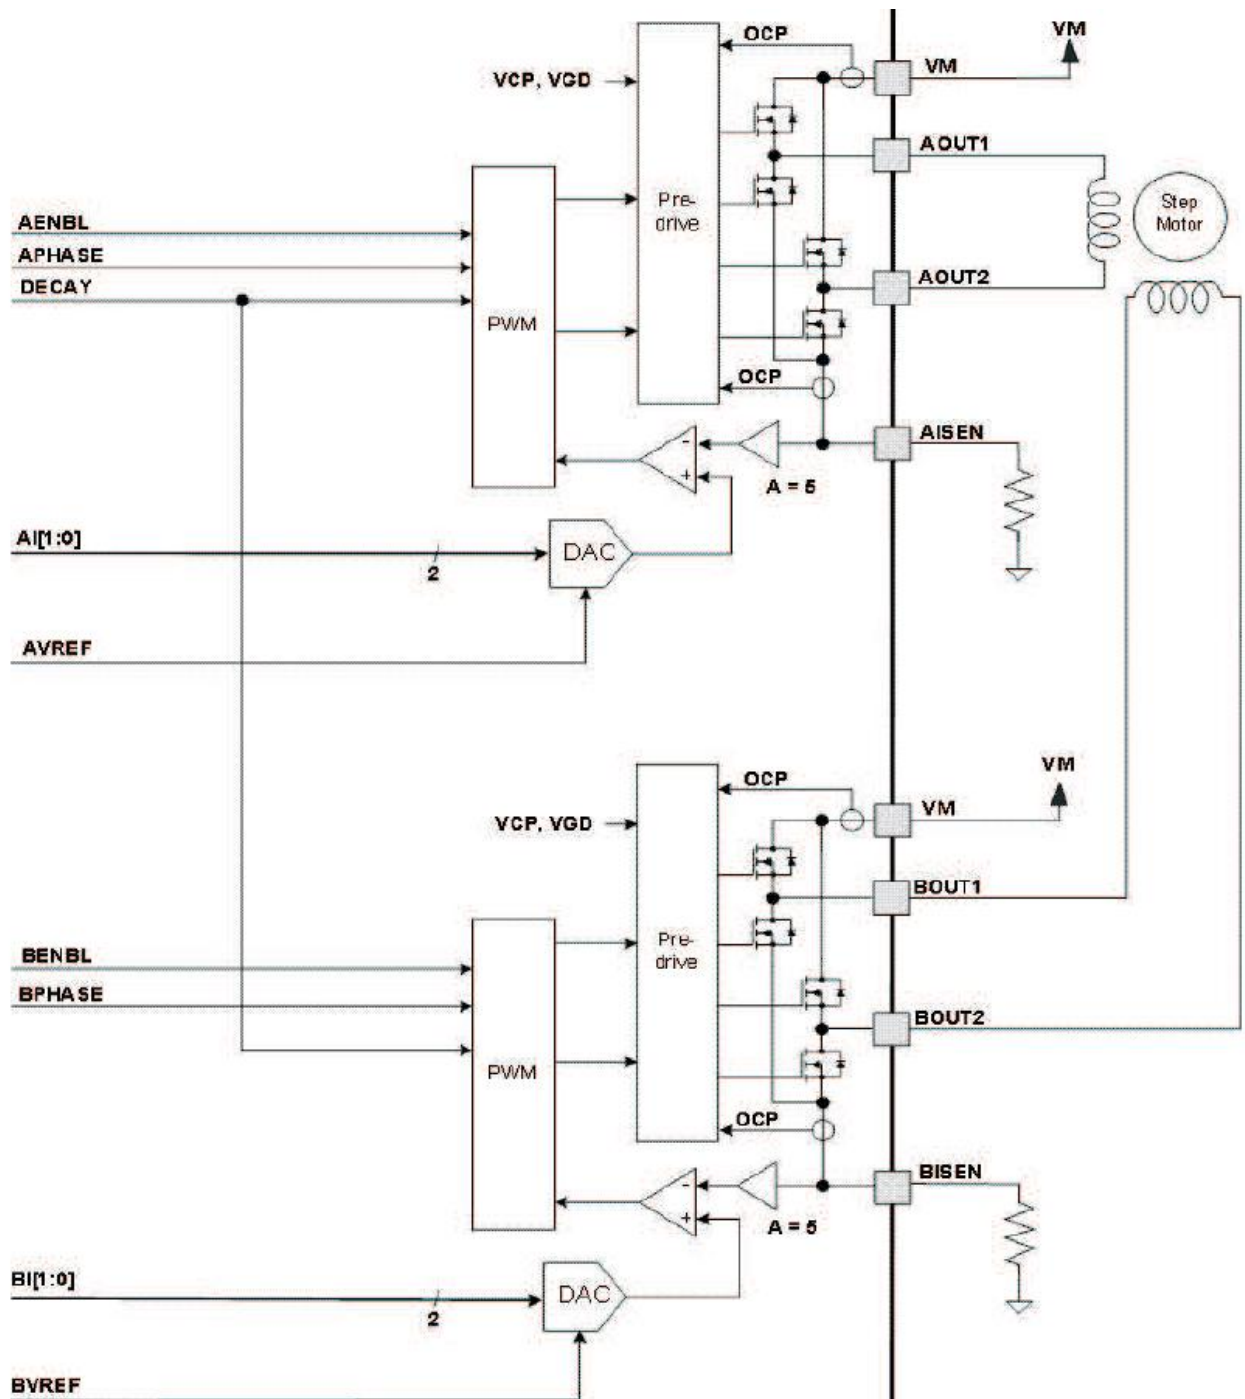 OCP
VM
VM
VCP, VGD
AOUT1
Pre-
drive
Step
Motor
AENBL
APHASE
DECAY
AOUT2
PWM
OCP
AISEN
-
+
A = 5
AI[1:0]
2
DAC
AVREF
OCP
VM
VM
VCP, VGD
BOUT1
Pre-
drive
BENBL
BPHASE
BOUT2
PWM
OCP
BISEN
-
+
A = 5
BI[1:0]
2
DAC
BVREF